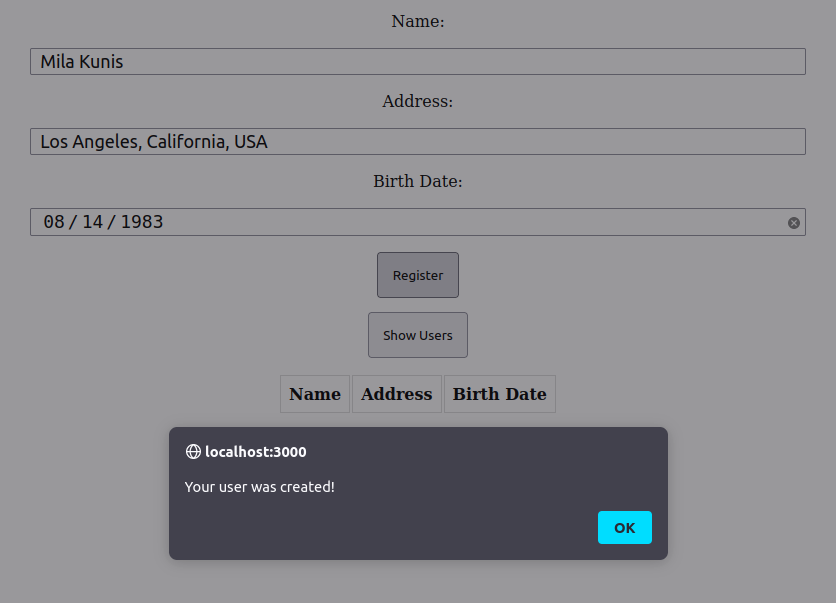 Name:
Mila Kunis
Address:
Los Angeles, California, USA
Birth Date:
08 / 14 / 1983
Register
Show Users
Name Address Birth Date
localhost:3000
Your user was created!
OK